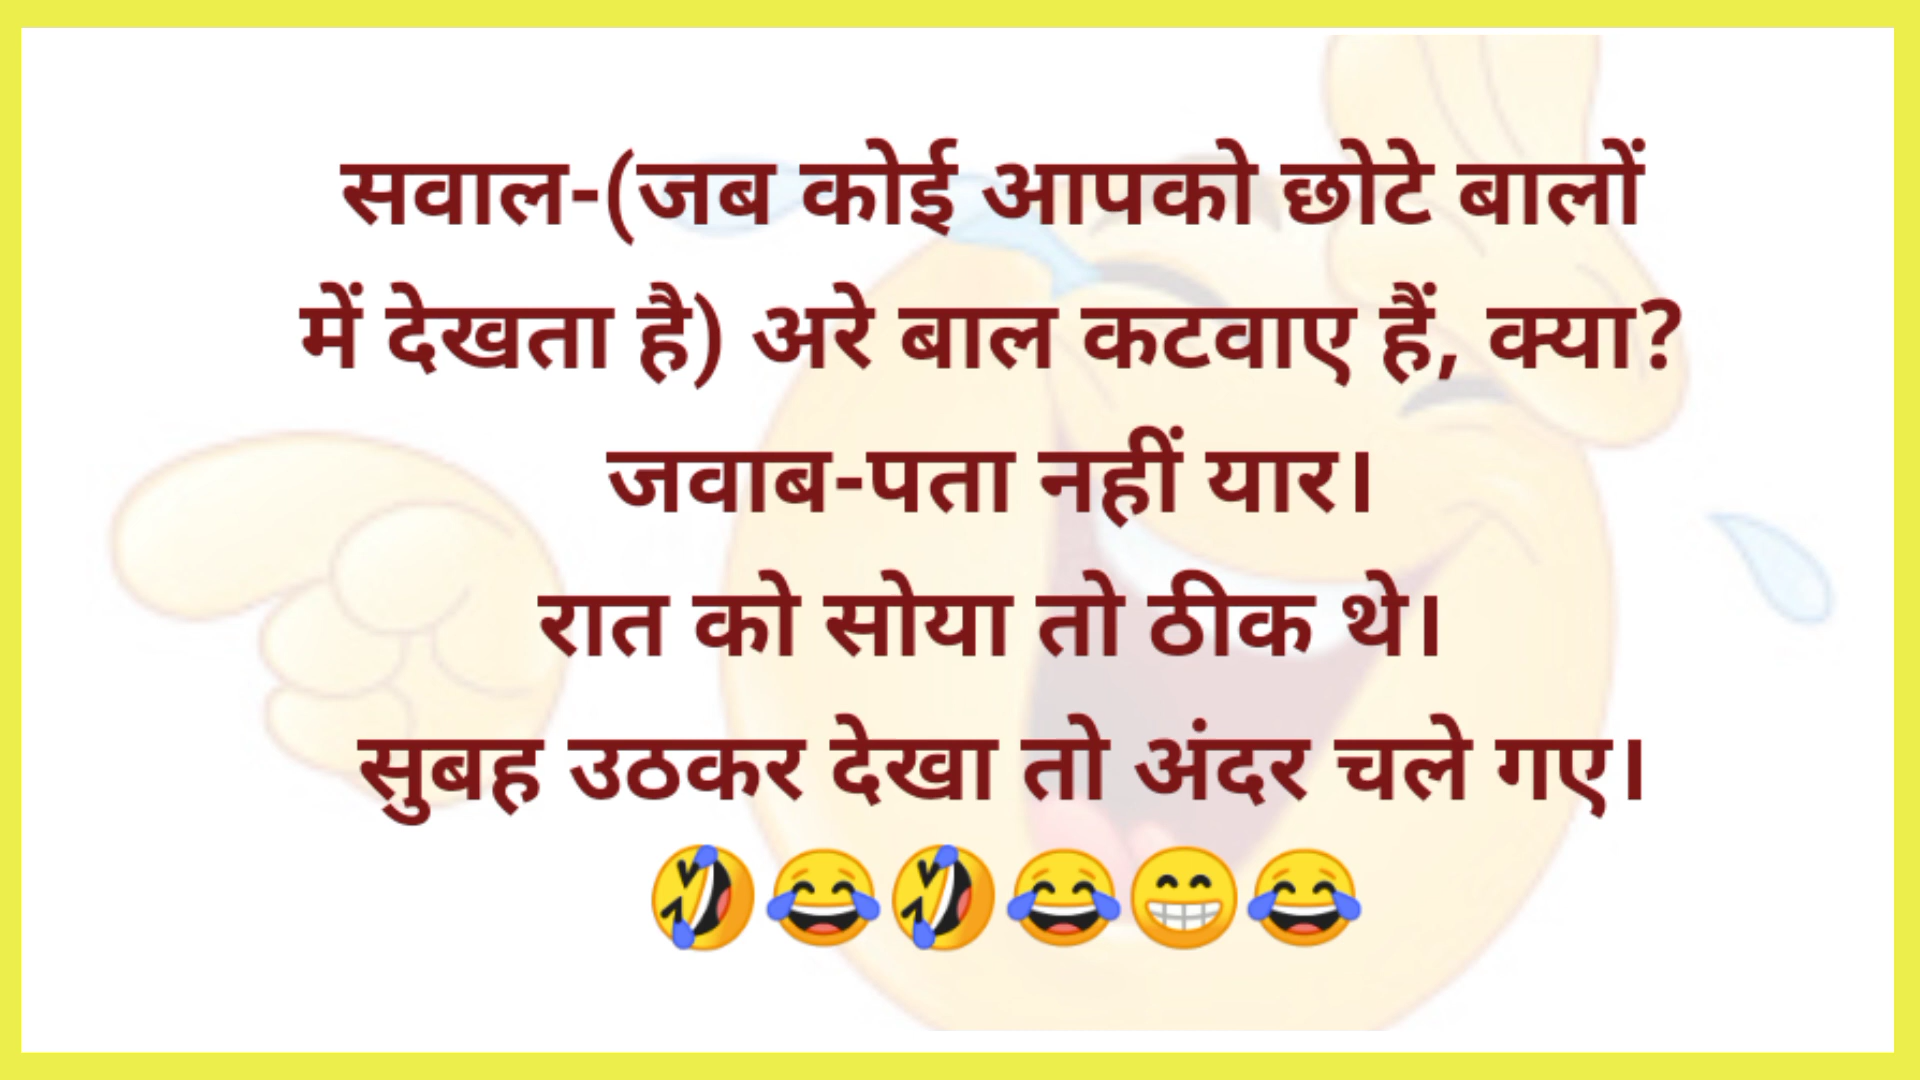 सवाल-(जब कोई आपको छोटे बालों
में देखता है) अरे बाल कटवाए हैं, क्या?
जवाब-पता नहीं यार।
रात को सोया तो ठीक थे।
सुबह उठकर देखा तो अंदर चले गए।
🤣😂🤣😂😁😂